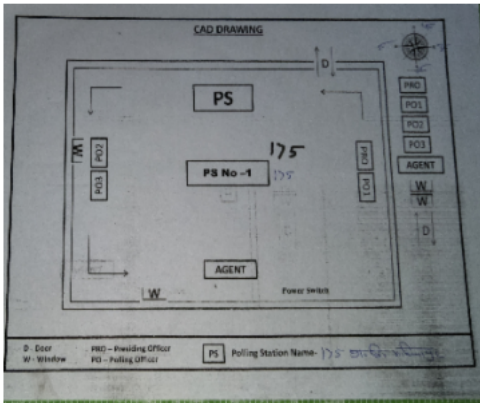 CAD DRAWING
D
PS
PRO
PO1
PO2
PO3
AGENT
W
W
D
W
PO2
PO3
175
PS No –1
175
PRO
PO1
AGENT
W
Power Switch
D - Door
W - Window
PRO – Presiding Officer
PO – Polling Officer
PS
Polling Station Name- 175